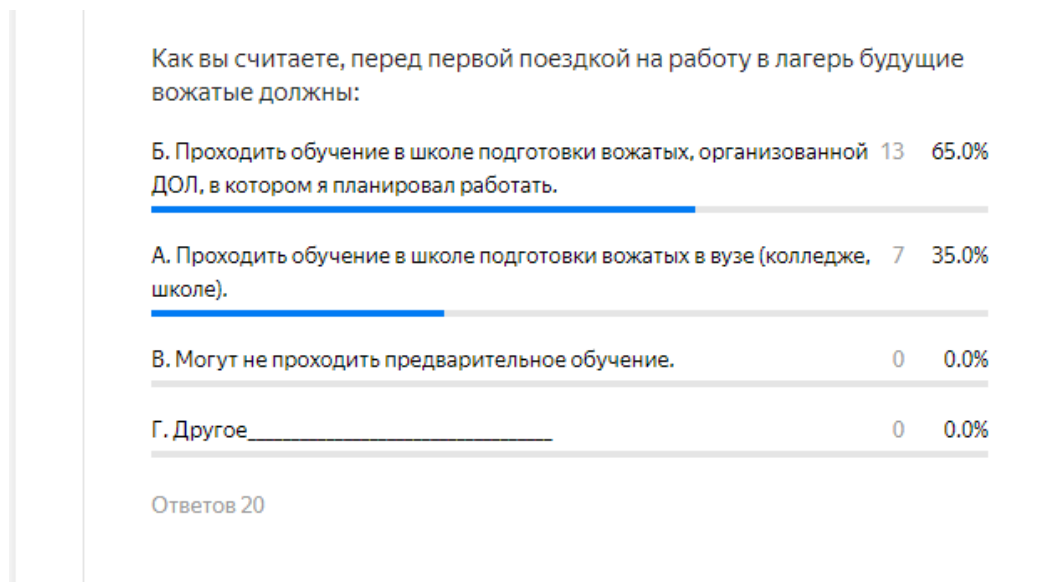 Как вы считаете, перед первой поездкой на работу в лагерь будущие
вожатые должны:
Б. Проходить обучение в школе подготовки вожатых, организованной 13 65.0%
ДОЛ, в котором я планировал работать.
А. Проходить обучение в школе подготовки вожатых в вузе (колледже, 7 35.0%
школе).
В. Могут не проходить предварительное обучение. 0 0.0%
Г. Другое________________________________ 0 0.0%
Ответов 20